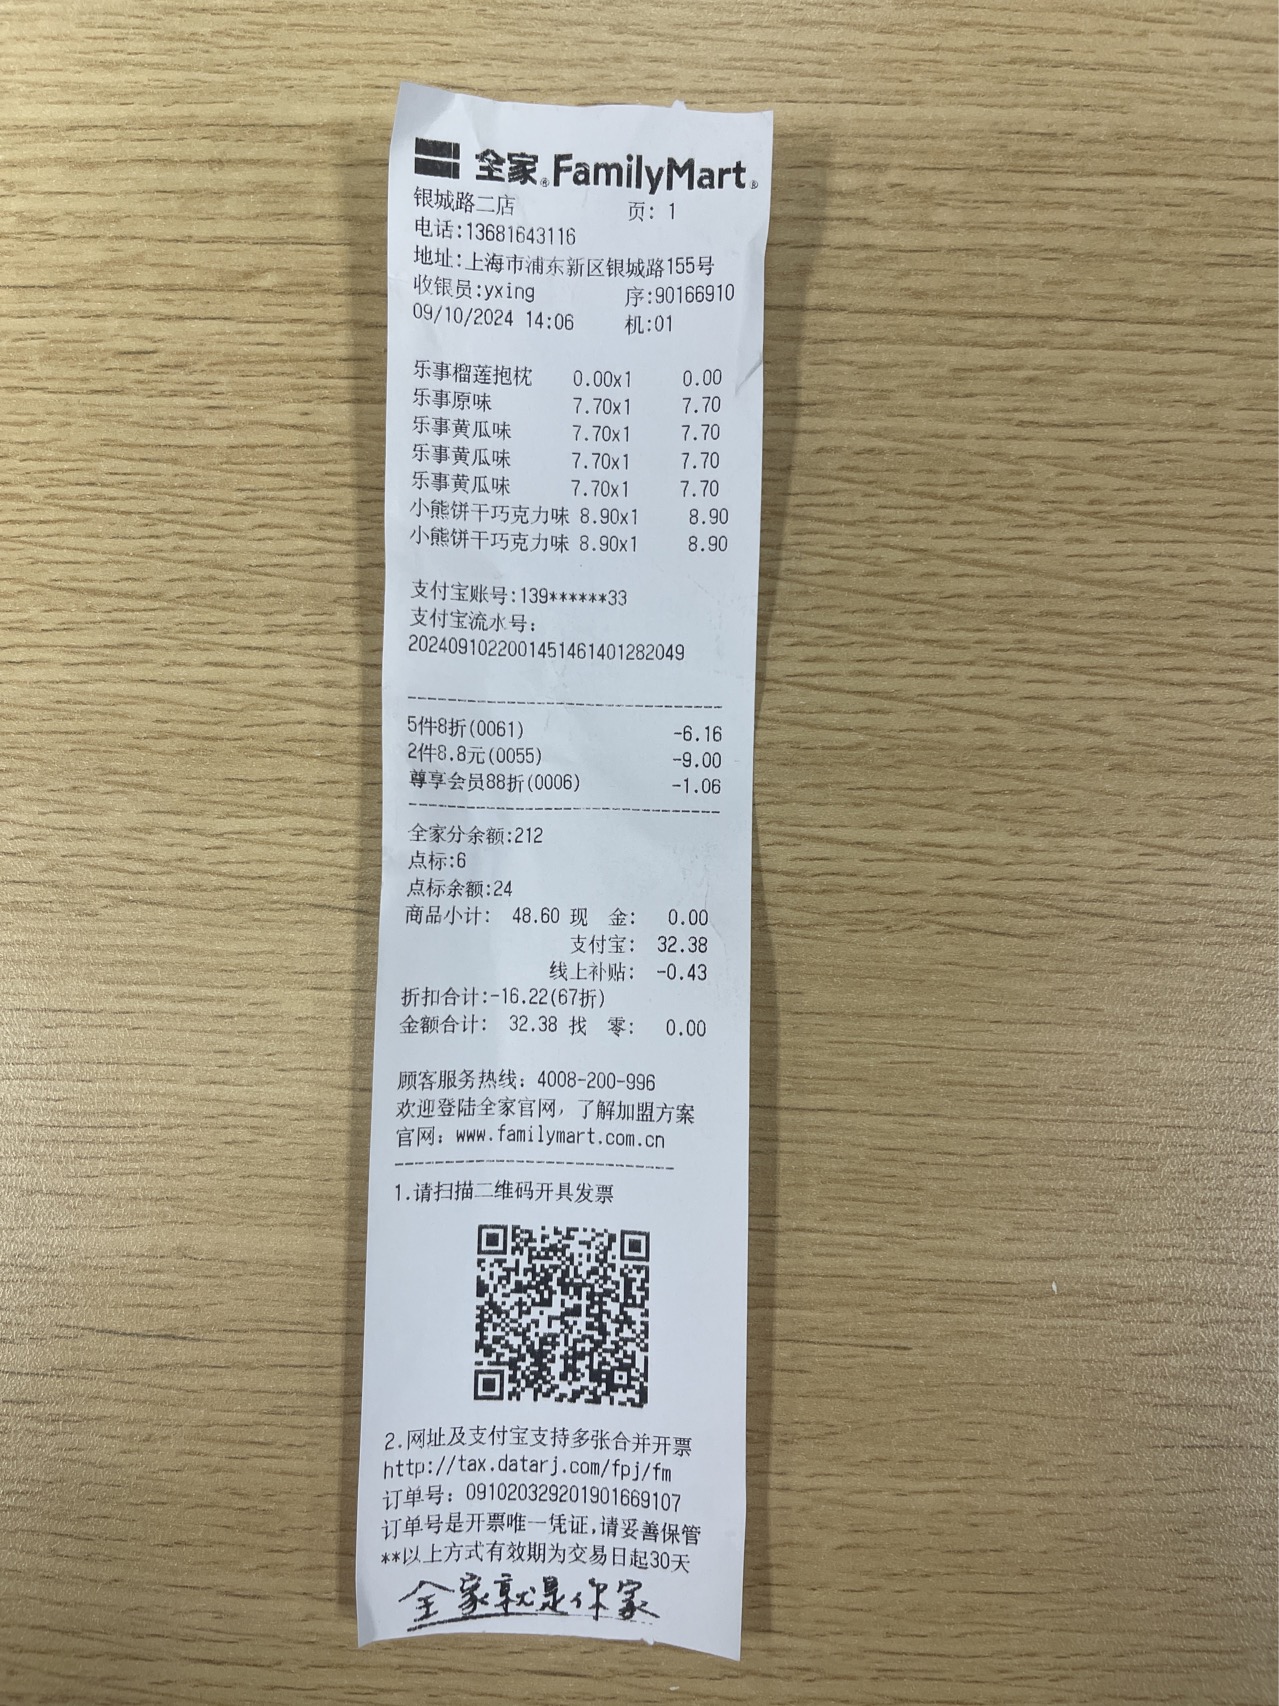 全家®FamilyMart®
银城路二店 页: 1
电话:13681643116
地址:上海市浦东新区银城路155号
收银员:yxing 序:90166910
09/10/2024 14:06 机:01
乐事榴莲抱枕 0.00x1 0.00
乐事原味 7.70x1 7.70
乐事黄瓜味 7.70x1 7.70
乐事黄瓜味 7.70x1 7.70
乐事黄瓜味 7.70x1 7.70
小熊饼干巧克力味 8.90x1 8.90
小熊饼干巧克力味 8.90x1 8.90
支付宝账号:139******33
支付宝流水号:
2024091022001451461401282049
5件8折(0061) -6.16
2件8.8元(0055) -9.00
尊享会员88折(0006) -1.06
全家分余额:212
点标:6
点标余额:24
商品小计: 48.60 现 金: 0.00
支付宝: 32.38
线上补贴: -0.43
折扣合计:-16.22(67折)
金额合计: 32.38 找 零: 0.00
顾客服务热线: 4008-200-996
欢迎登陆全家官网, 了解加盟方案
官网: www.familymart.com.cn
1.请扫描二维码开具发票
2.网址及支付宝支持多张合并开票
http://tax.datarj.com/fpj/fm
订单号: 091020329201901669107
订单号是开票唯一凭证,请妥善保管
**以上方式有效期为交易日起30天
全家就是你家